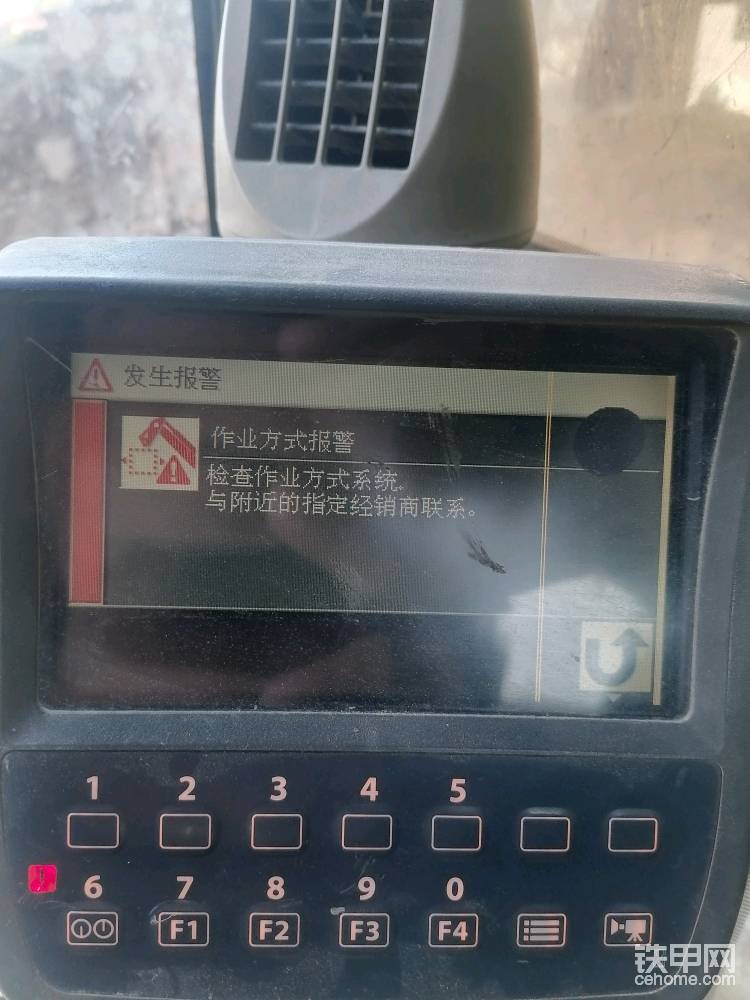 发生报警
作业方式报警
检查作业方式系统。
与附近的指定经销商联系。
1 2 3 4 5
6 7 8 9 0
F1 F2 F3 F4
铁甲网
cehome.com